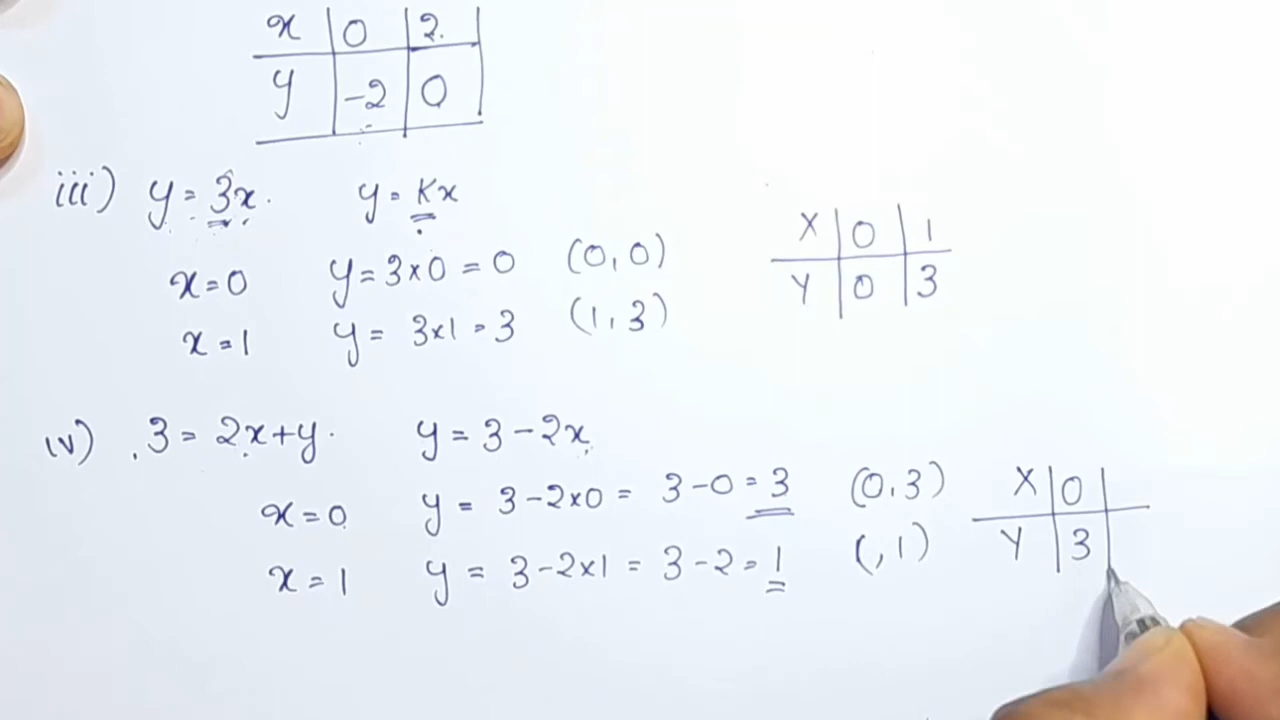 x 0 2
y -2 0
iii) y = 3x. y = Kx
x = 0 y = 3×0 = 0 (0,0) X 0 1
x = 1 y = 3×1 = 3 (1,3) Y 0 3
iv) 3 = 2x+y. y = 3-2x
x = 0 y = 3-2×0 = 3-0 = 3 (0,3) X 0
x = 1 y = 3-2×1 = 3-2 = 1 (,1) Y 3